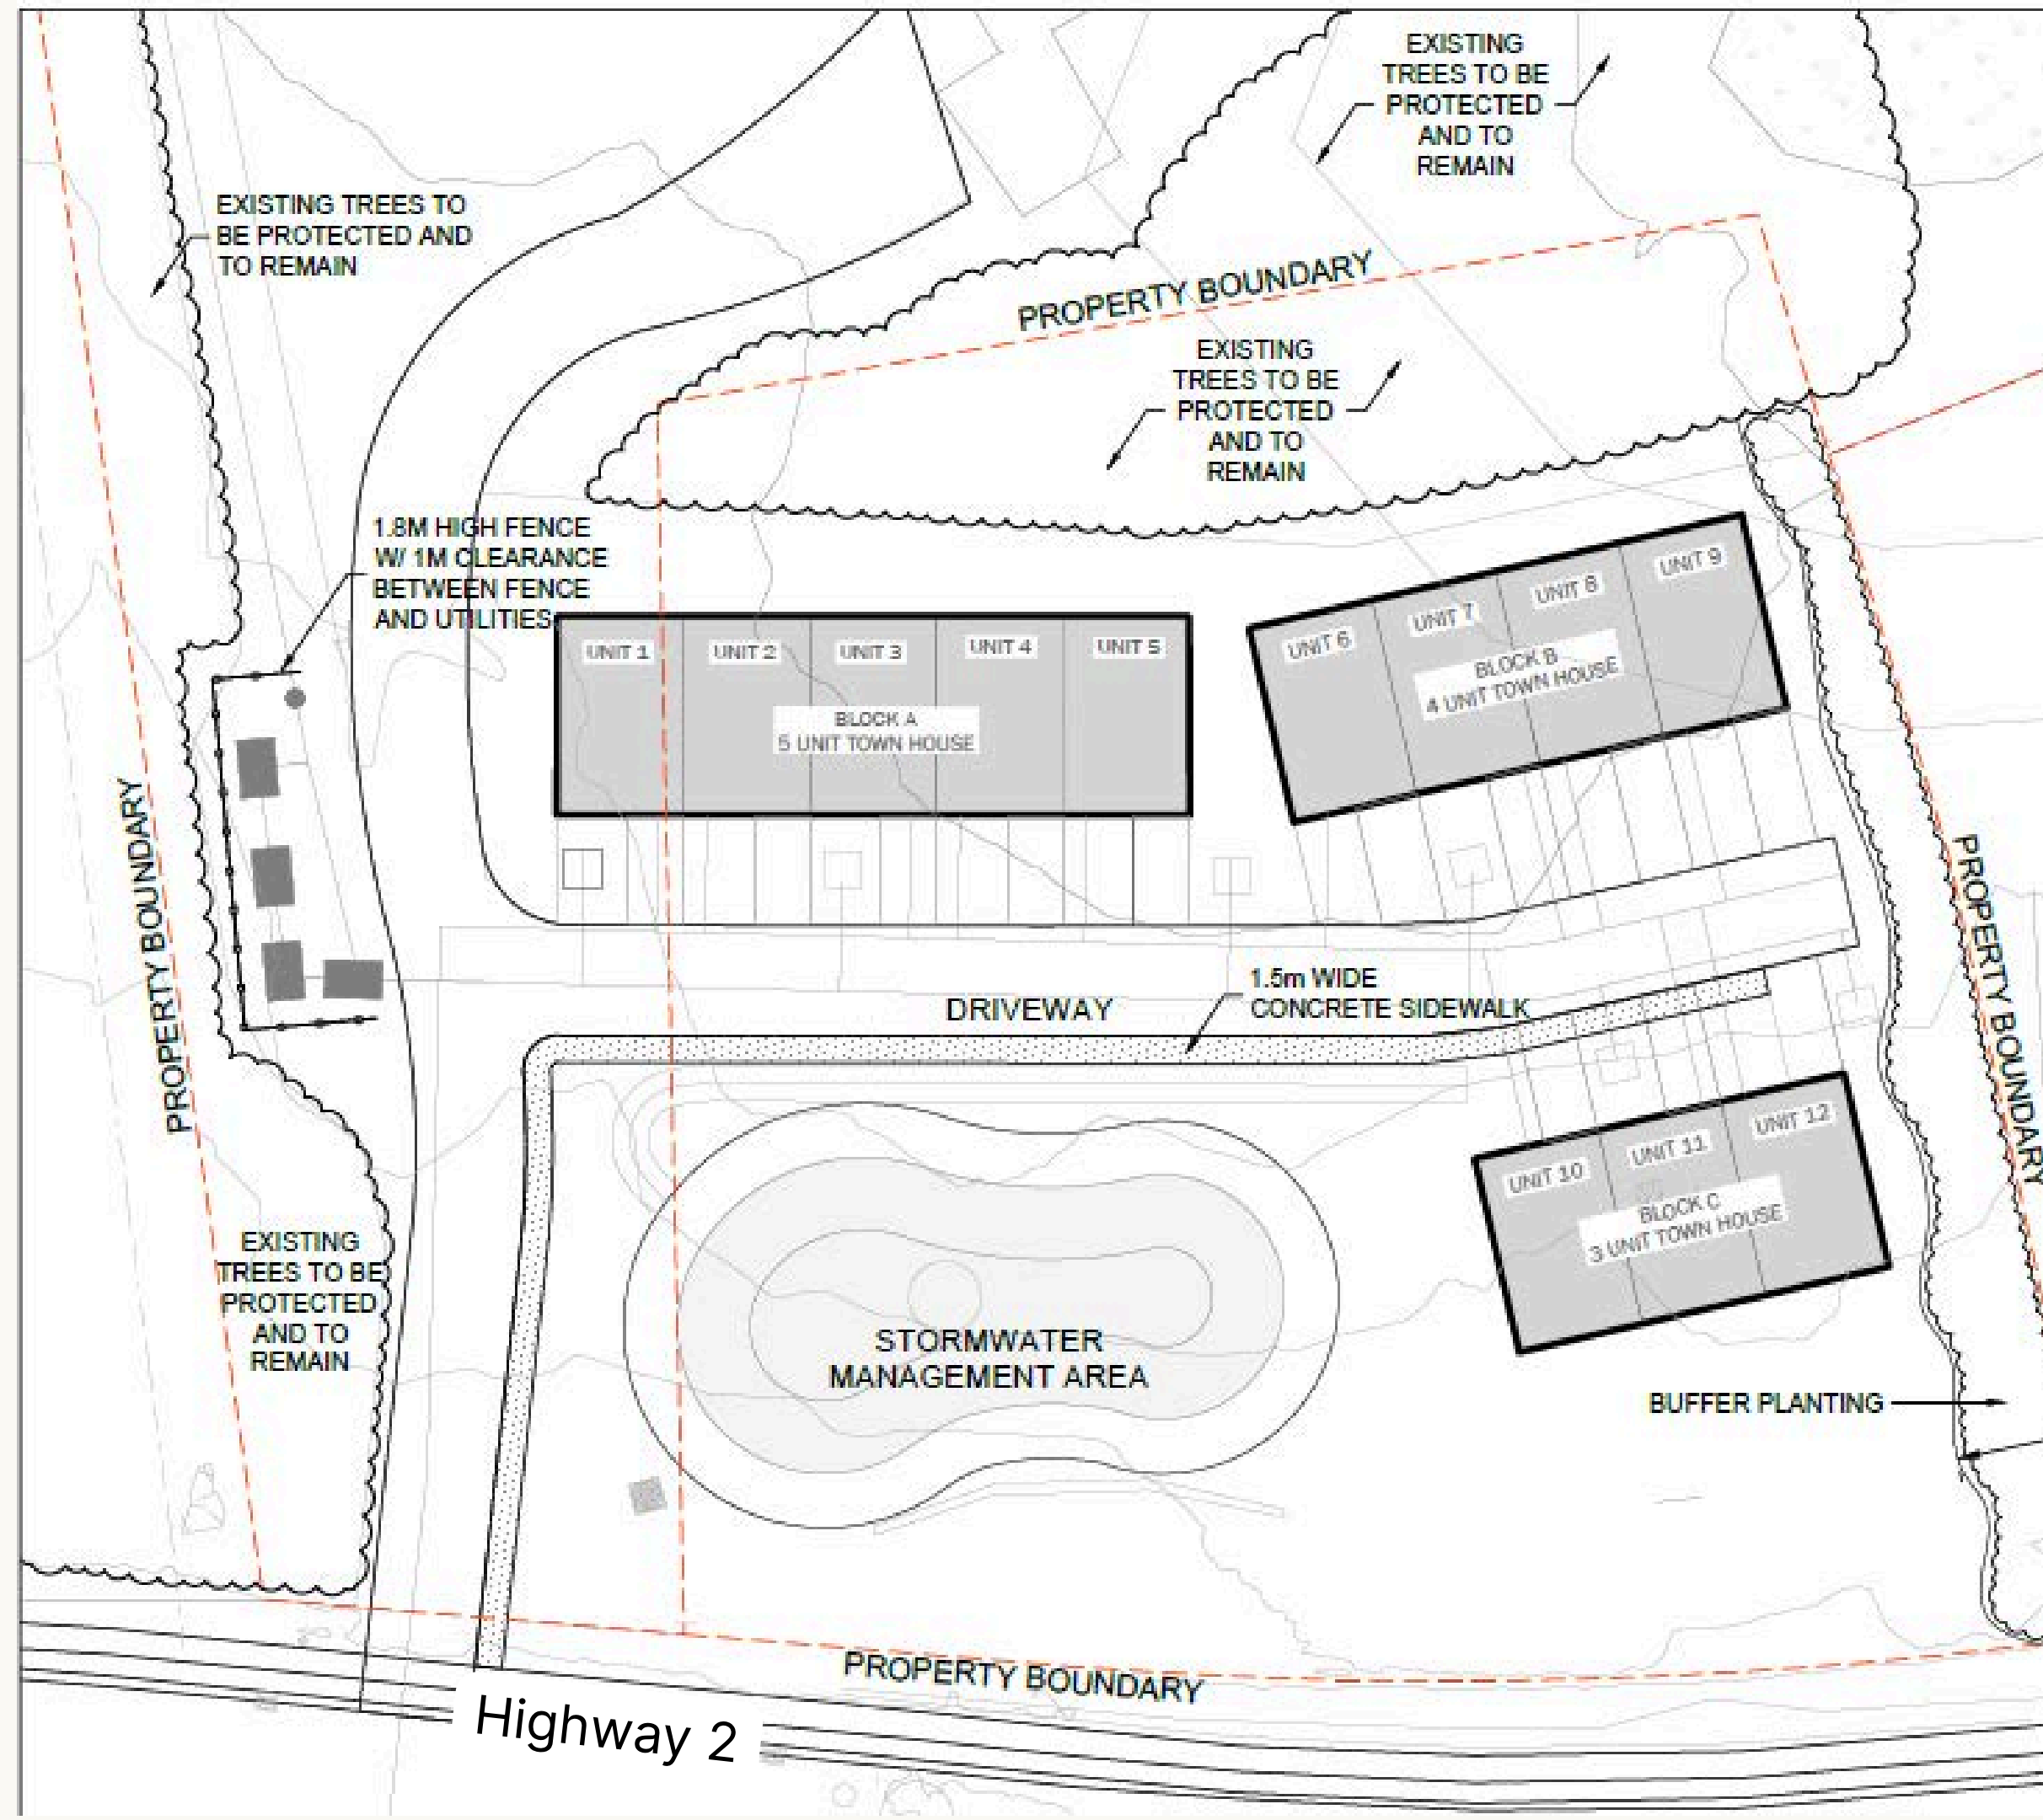 EXISTING
TREES TO BE
PROTECTED
AND TO
REMAIN
EXISTING TREES TO
BE PROTECTED AND
TO REMAIN
PROPERTY BOUNDARY
EXISTING
TREES TO BE
PROTECTED
AND TO
REMAIN
1.8M HIGH FENCE
W/ 1M CLEARANCE
BETWEEN FENCE
AND UTILITIES
UNIT 1
UNIT 2
UNIT 3
UNIT 4
UNIT 5
BLOCK A
5 UNIT TOWN HOUSE
UNIT 6
UNIT 7
UNIT 8
UNIT 9
BLOCK B
4 UNIT TOWN HOUSE
PROPERTY BOUNDARY
PROPERTY BOUNDARY
1.5m WIDE
CONCRETE SIDEWALK
DRIVEWAY
UNIT 10
UNIT 11
UNIT 12
BLOCK C
3 UNIT TOWN HOUSE
EXISTING
TREES TO BE
PROTECTED
AND TO
REMAIN
STORMWATER
MANAGEMENT AREA
BUFFER PLANTING
PROPERTY BOUNDARY
Highway 2